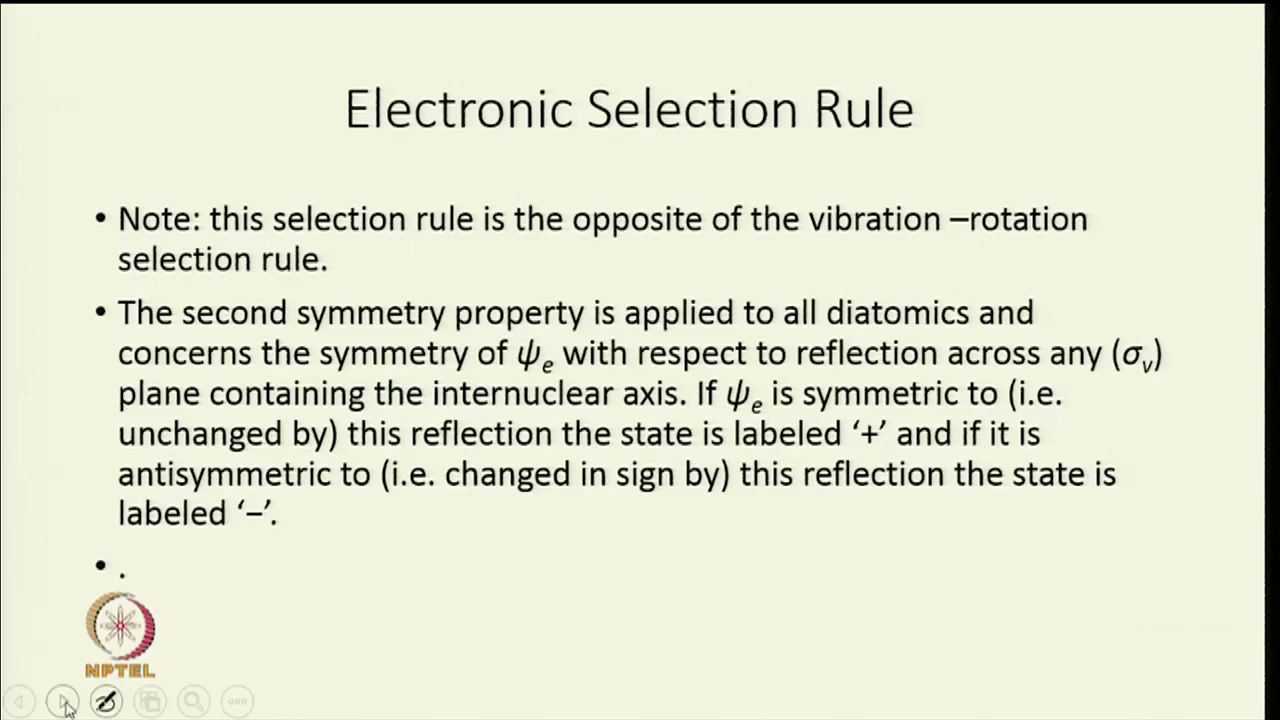 Electronic Selection Rule
• Note: this selection rule is the opposite of the vibration –rotation
selection rule.
• The second symmetry property is applied to all diatomics and
concerns the symmetry of ψₑ with respect to reflection across any (σᵥ)
plane containing the internuclear axis. If ψₑ is symmetric to (i.e.
unchanged by) this reflection the state is labeled ‘+’ and if it is
antisymmetric to (i.e. changed in sign by) this reflection the state is
labeled ‘−’.
• .
NPTEL